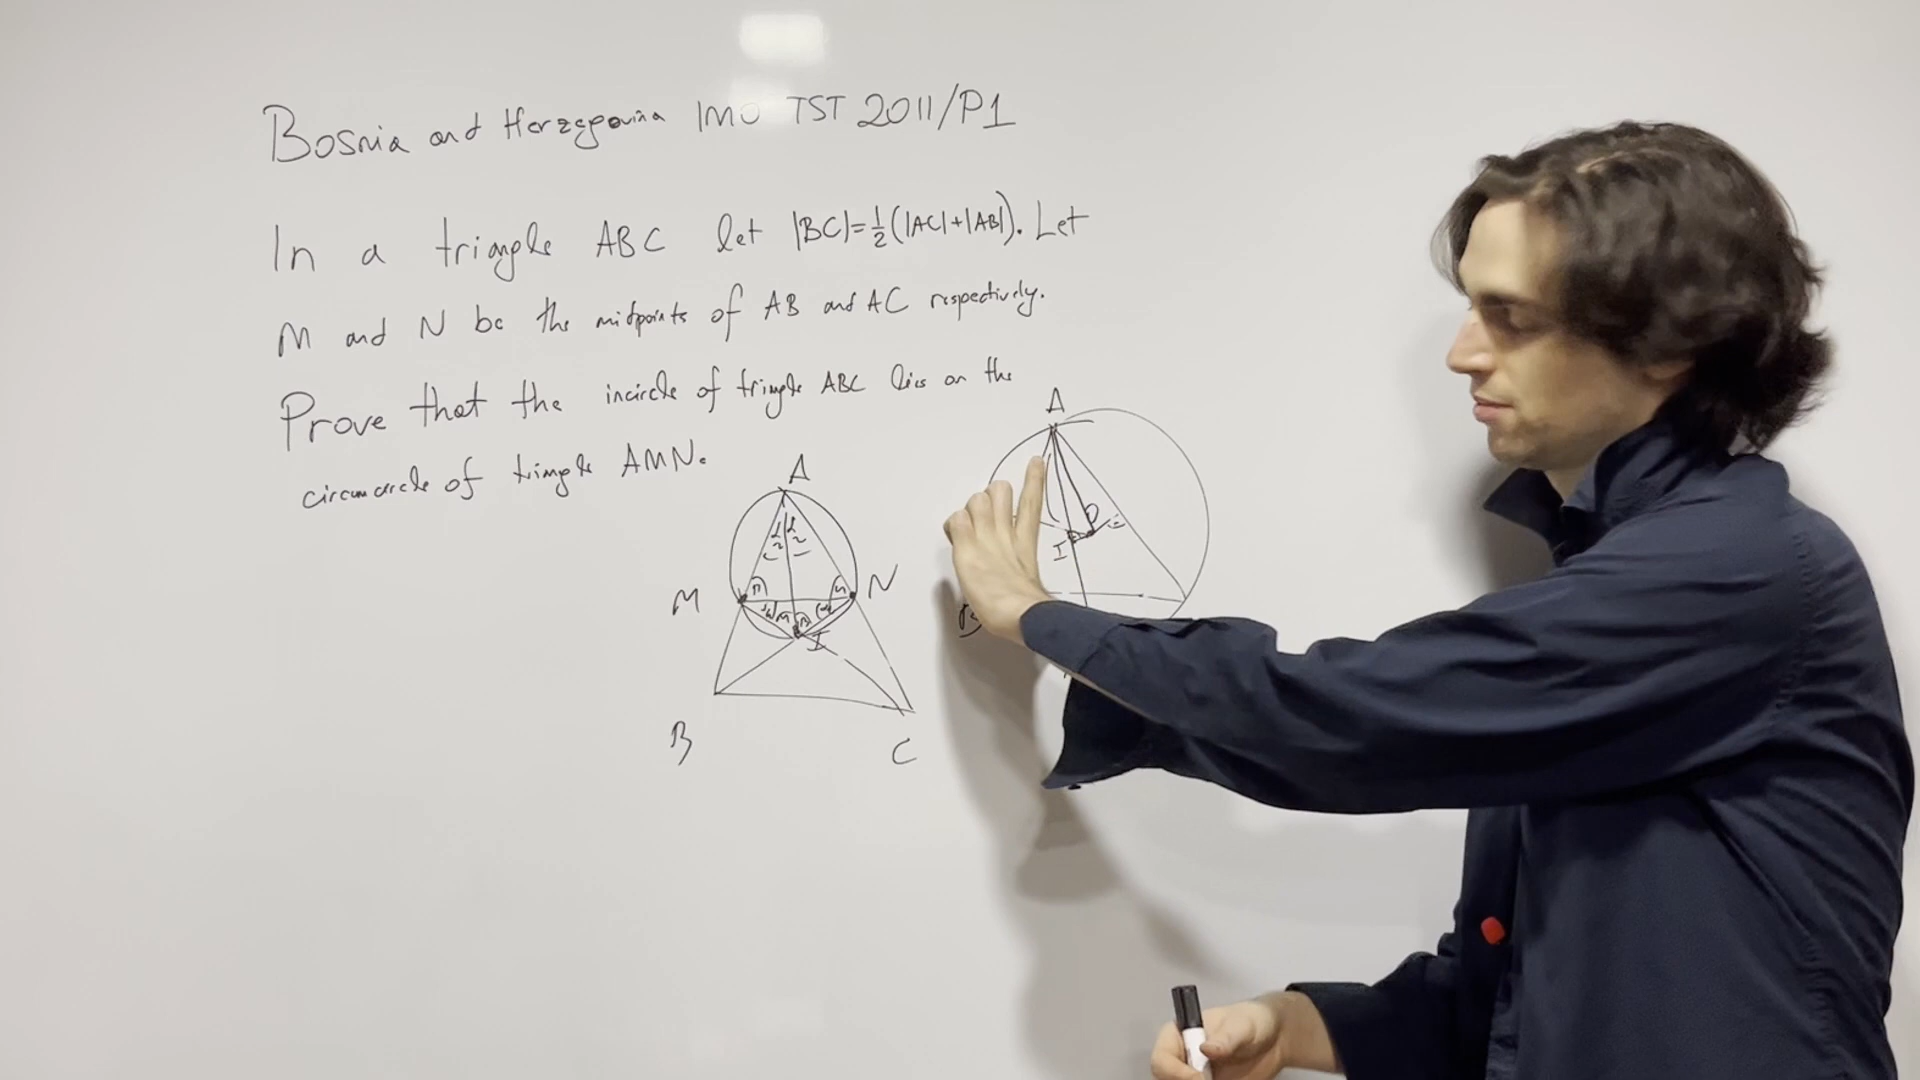 Bosnia and Herzegovina IMO TST 2011/P1
In a triangle ABC let |BC|=½(|AC|+|AB|). Let
M and N be the midpoints of AB and AC respectively.
Prove that the incircle of triangle ABC lies on the
circumcircle of triangle AMN.
A
A
M
N
I
B
C
O
I
B